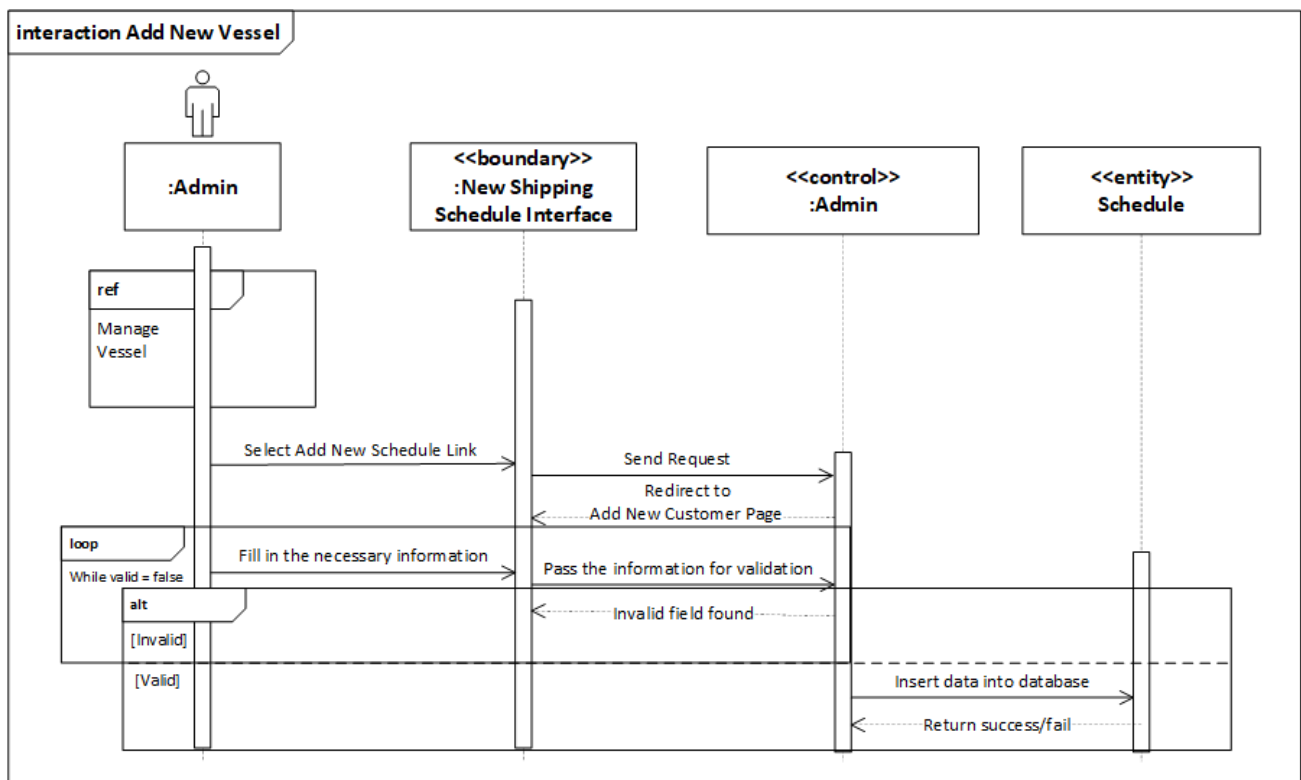 interaction Add New Vessel
:Admin
<<boundary>>
:New Shipping
Schedule Interface
<<control>>
:Admin
<<entity>>
Schedule
ref
Manage
Vessel
Select Add New Schedule Link
Send Request
Redirect to
Add New Customer Page
loop
While valid = false
Fill in the necessary information
Pass the information for validation
alt
Invalid field found
[Invalid]
[Valid]
Insert data into database
Return success/fail